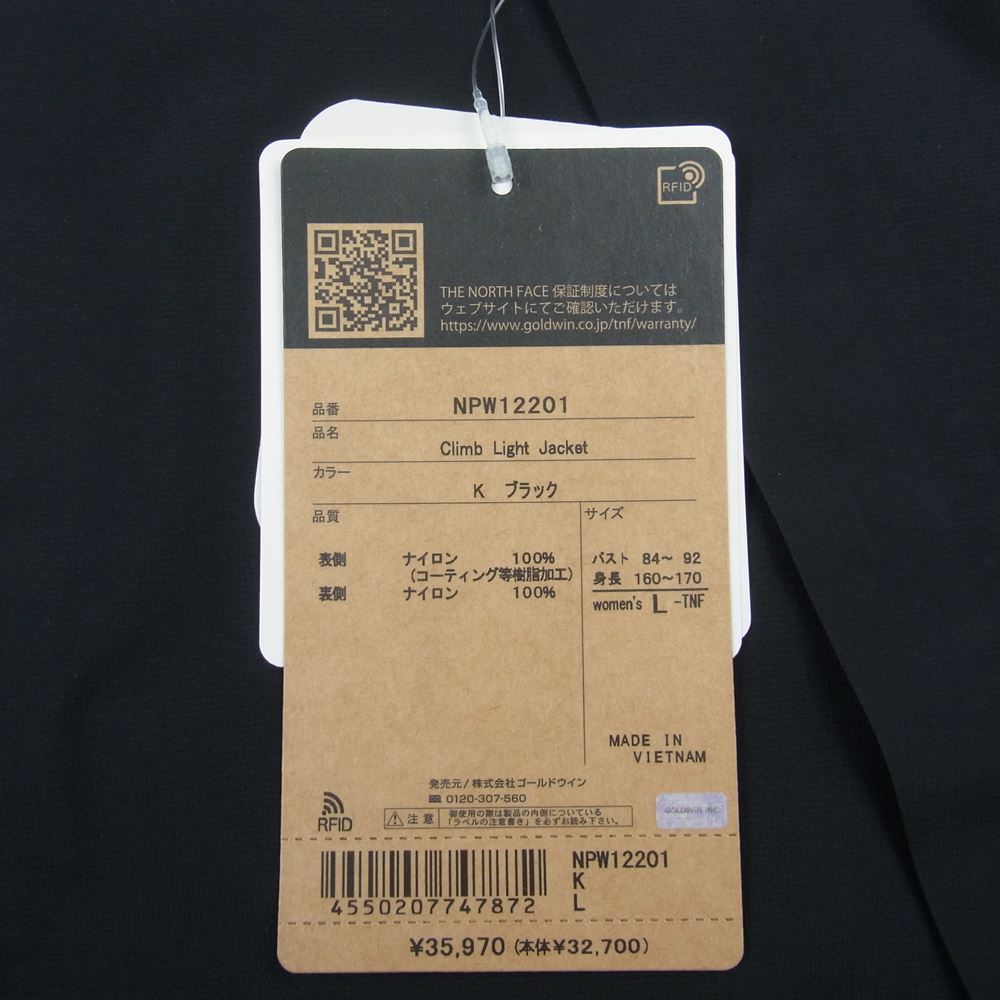 RFID
THE NORTH FACE 保証制度については
ウェブサイトにてご確認いただけます。
https://www.goldwin.co.jp/tnf/warranty/
品番 NPW12201
品名
Climb Light Jacket
カラー
K ブラック
品質
表側 ナイロン 100%
(コーティング等樹脂加工)
裏側 ナイロン 100%
サイズ
バスト 84～ 92
身長 160～170
women's L -TNF
MADE IN
VIETNAM
発売元/株式会社ゴールドウイン
0120-307-560
RFID
注意
御使用の際は製品の内側についている
「ラベルの注意書き」を必ずお読み下さい。
GOLDWIN INC.
4550207747872
NPW12201
K
L
¥35,970 (本体¥32,700)